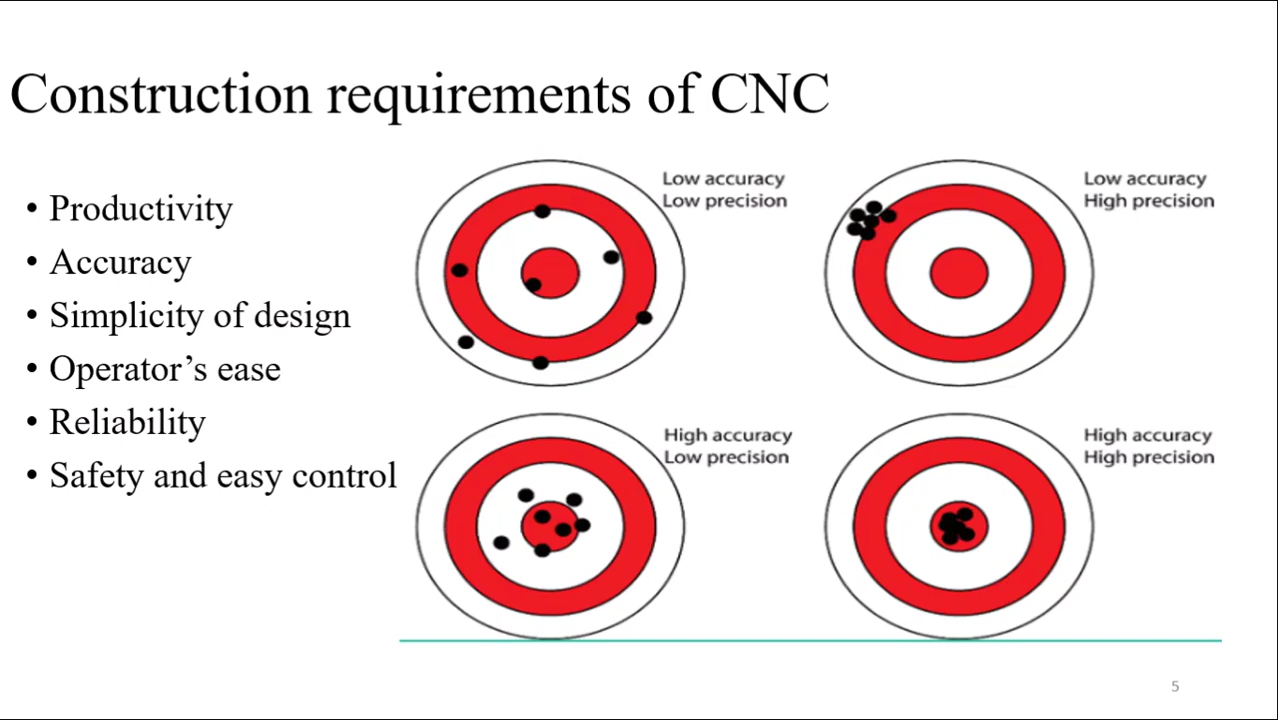 Construction requirements of CNC
• Productivity
• Accuracy
• Simplicity of design
• Operator’s ease
• Reliability
• Safety and easy control
Low accuracy
Low precision
Low accuracy
High precision
High accuracy
Low precision
High accuracy
High precision
5